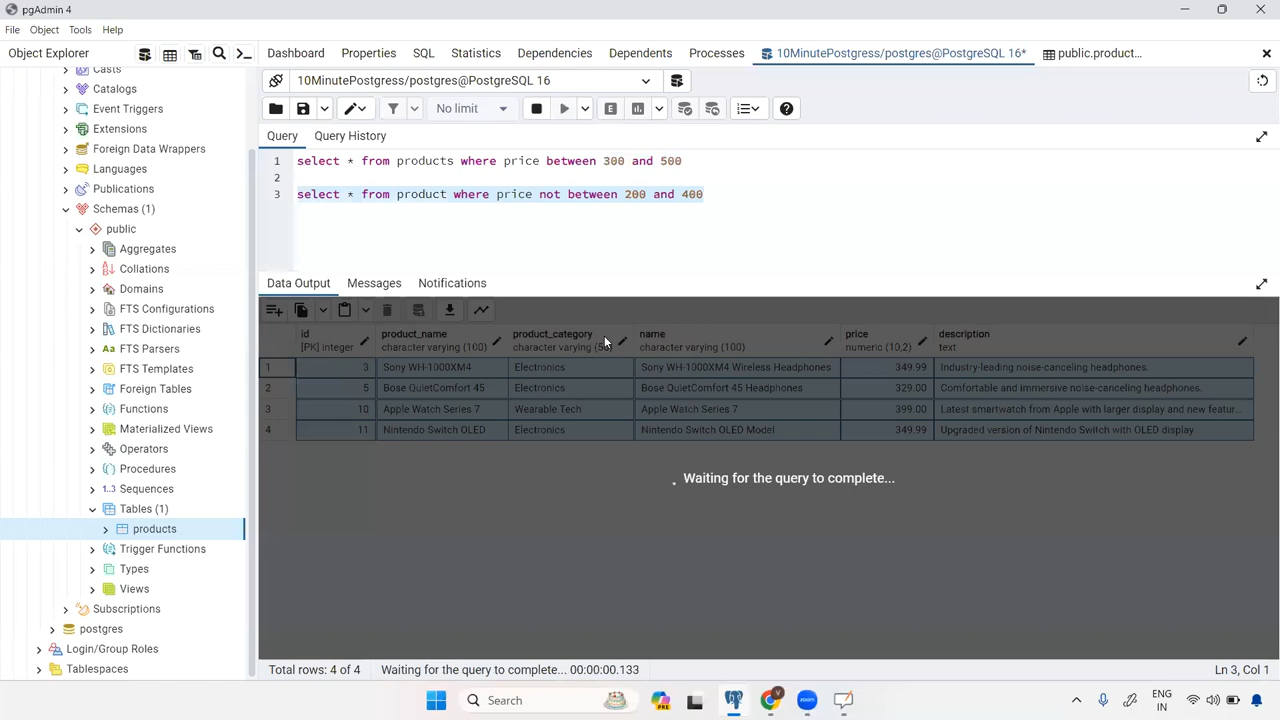 pgAdmin 4
File Object Tools Help
Object Explorer
Dashboard Properties SQL Statistics Dependencies Dependents Processes 10MinutePostgress/postgres@PostgreSQL 16* public.product...
10MinutePostgress/postgres@PostgreSQL 16
No limit
Query Query History
1 select * from products where price between 300 and 500
2
3 select * from product where price not between 200 and 400
Casts
Catalogs
Event Triggers
Extensions
Foreign Data Wrappers
Languages
Publications
Schemas (1)
public
Aggregates
Collations
Domains
FTS Configurations
FTS Dictionaries
Aa FTS Parsers
FTS Templates
Foreign Tables
Functions
Materialized Views
Operators
Procedures
1..3 Sequences
Tables (1)
products
Trigger Functions
Types
Views
Subscriptions
postgres
Login/Group Roles
Tablespaces
Data Output Messages Notifications
id product_name product_category name price description
[PK] integer character varying (100) character varying (50) character varying (100) numeric (10,2) text
1 3 Sony WH-1000XM4 Electronics Sony WH-1000XM4 Wireless Headphones 349.99 Industry-leading noise-canceling headphones.
2 5 Bose QuietComfort 45 Electronics Bose QuietComfort 45 Headphones 329.00 Comfortable and immersive noise-canceling headphones.
3 10 Apple Watch Series 7 Wearable Tech Apple Watch Series 7 399.00 Latest smartwatch from Apple with larger display and new featur...
4 11 Nintendo Switch OLED Electronics Nintendo Switch OLED Model 349.99 Upgraded version of Nintendo Switch with OLED display
Waiting for the query to complete...
Total rows: 4 of 4 Waiting for the query to complete... 00:00:00.133 Ln 3, Col 1
Search
PRE
V
zoom
ENG
IN